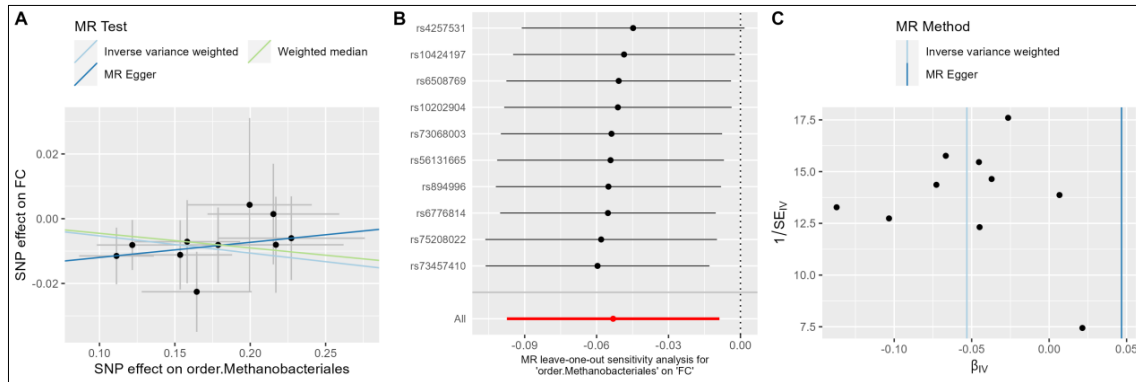 A
MR Test
Inverse variance weighted
Weighted median
MR Egger
SNP effect on FC
0.02
0.00
-0.02
0.10
0.15
0.20
0.25
SNP effect on order.Methanobacteriales
B
rs4257531
rs10424197
rs6508769
rs10202904
rs73068003
rs56131665
rs894996
rs6776814
rs75208022
rs73457410
All
-0.09
-0.06
-0.03
0.00
MR leave-one-out sensitivity analysis for
'order.Methanobacteriales' on 'FC'
C
MR Method
Inverse variance weighted
MR Egger
1/SE_IV
17.5
15.0
12.5
10.0
7.5
-0.10
-0.05
0.00
0.05
β_IV